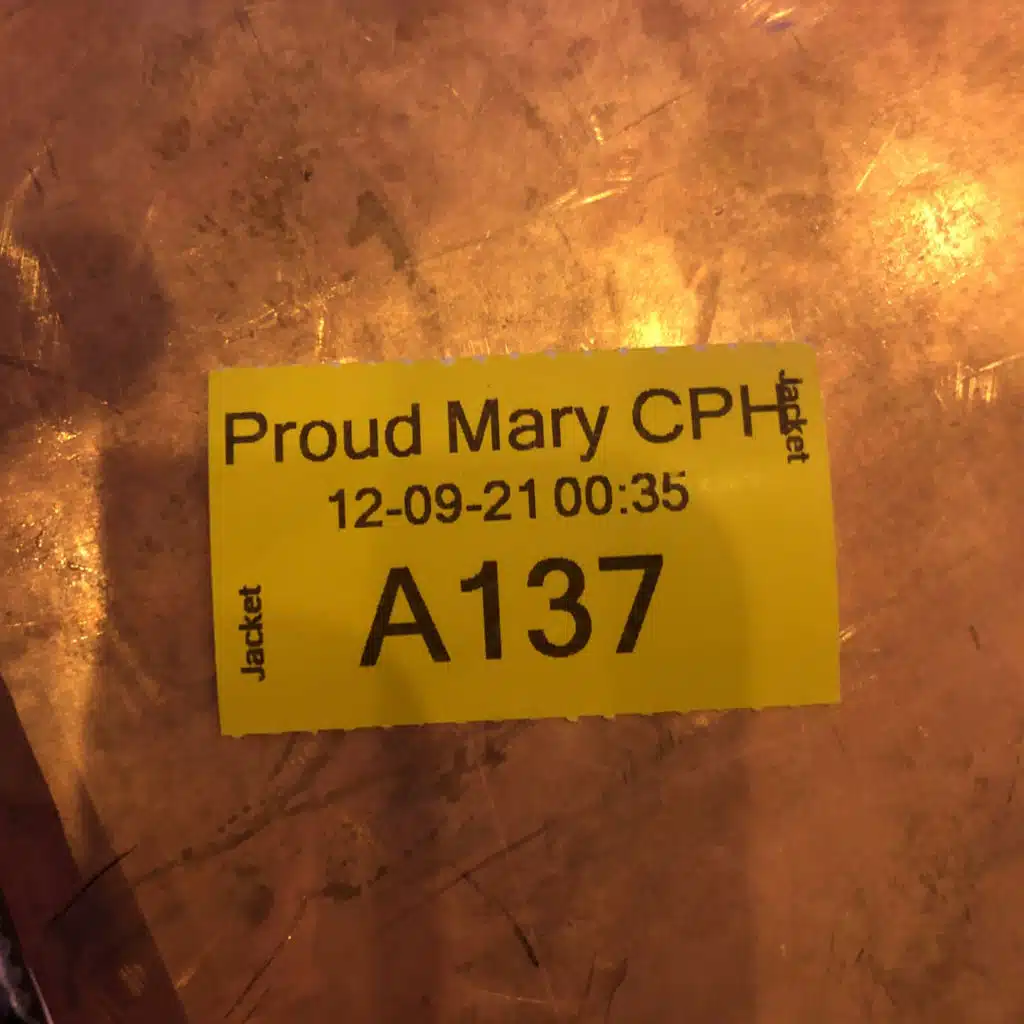 Proud Mary CPH
12-09-21 00:35
A137
Jacket
Jacket